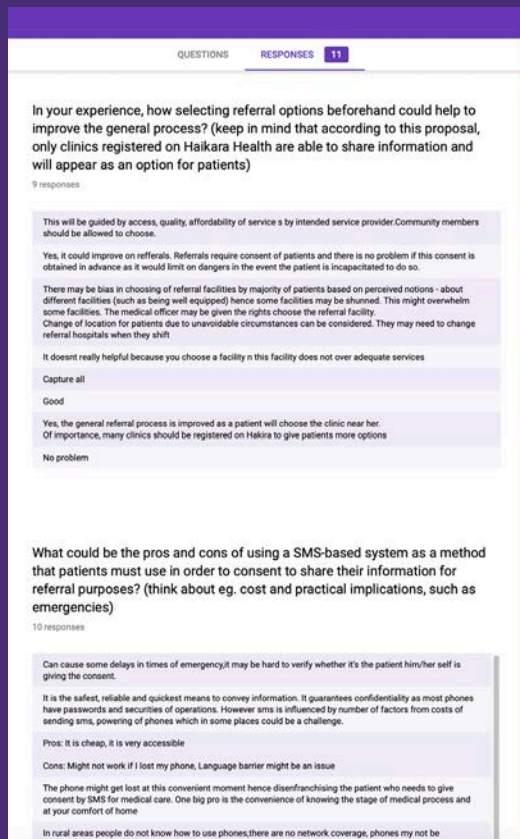 QUESTIONS RESPONSES 11
In your experience, how selecting referral options beforehand could help to
improve the general process? (keep in mind that according to this proposal,
only clinics registered on Haikara Health are able to share information and
will appear as an option for patients)
9 responses
This will be guided by access, quality, affordability of service s by intended service provider.Community members
should be allowed to choose.
Yes, it could improve on refferals. Referrals require consent of patients and there is no problem if this consent is
obtained in advance as it would limit on dangers in the event the patient is incapacitated to do so.
There may be bias in choosing of referral facilities by majority of patients based on perceived notions - about
different facilities (such as being well equipped) hence some facilities may be shunned. This might overwhelm
some facilities. The medical officer may be given the rights choose the referral facility.
Change of location for patients due to unavoidable circumstances can be considered. They may need to change
referral hospitals when they shift
It doesnt really helpful because you choose a facility n this facility does not over adequate services
Capture all
Good
Yes, the general referral process is improved as a patient will choose the clinic near her.
Of importance, many clinics should be registered on Hakira to give patients more options
No problem
What could be the pros and cons of using a SMS-based system as a method
that patients must use in order to consent to share their information for
referral purposes? (think about eg. cost and practical implications, such as
emergencies)
10 responses
Can cause some delays in times of emergency,it may be hard to verify whether it's the patient him/her self is
giving the consent.
It is the safest, reliable and quickest means to convey information. It guarantees confidentiality as most phones
have passwords and securities of operations. However sms is influenced by number of factors from costs of
sending sms, powering of phones which in some places could be a challenge.
Pros: It is cheap, it is very accessible
Cons: Might not work if I lost my phone, Language barrier might be an issue
The phone might get lost at this convenient moment hence disenfranchising the patient who needs to give
consent by SMS for medical care. One big pro is the convenience of knowing the stage of medical process and
at your comfort of home
In rural areas people do not know how to use phones,there are no network coverage, phones my not be